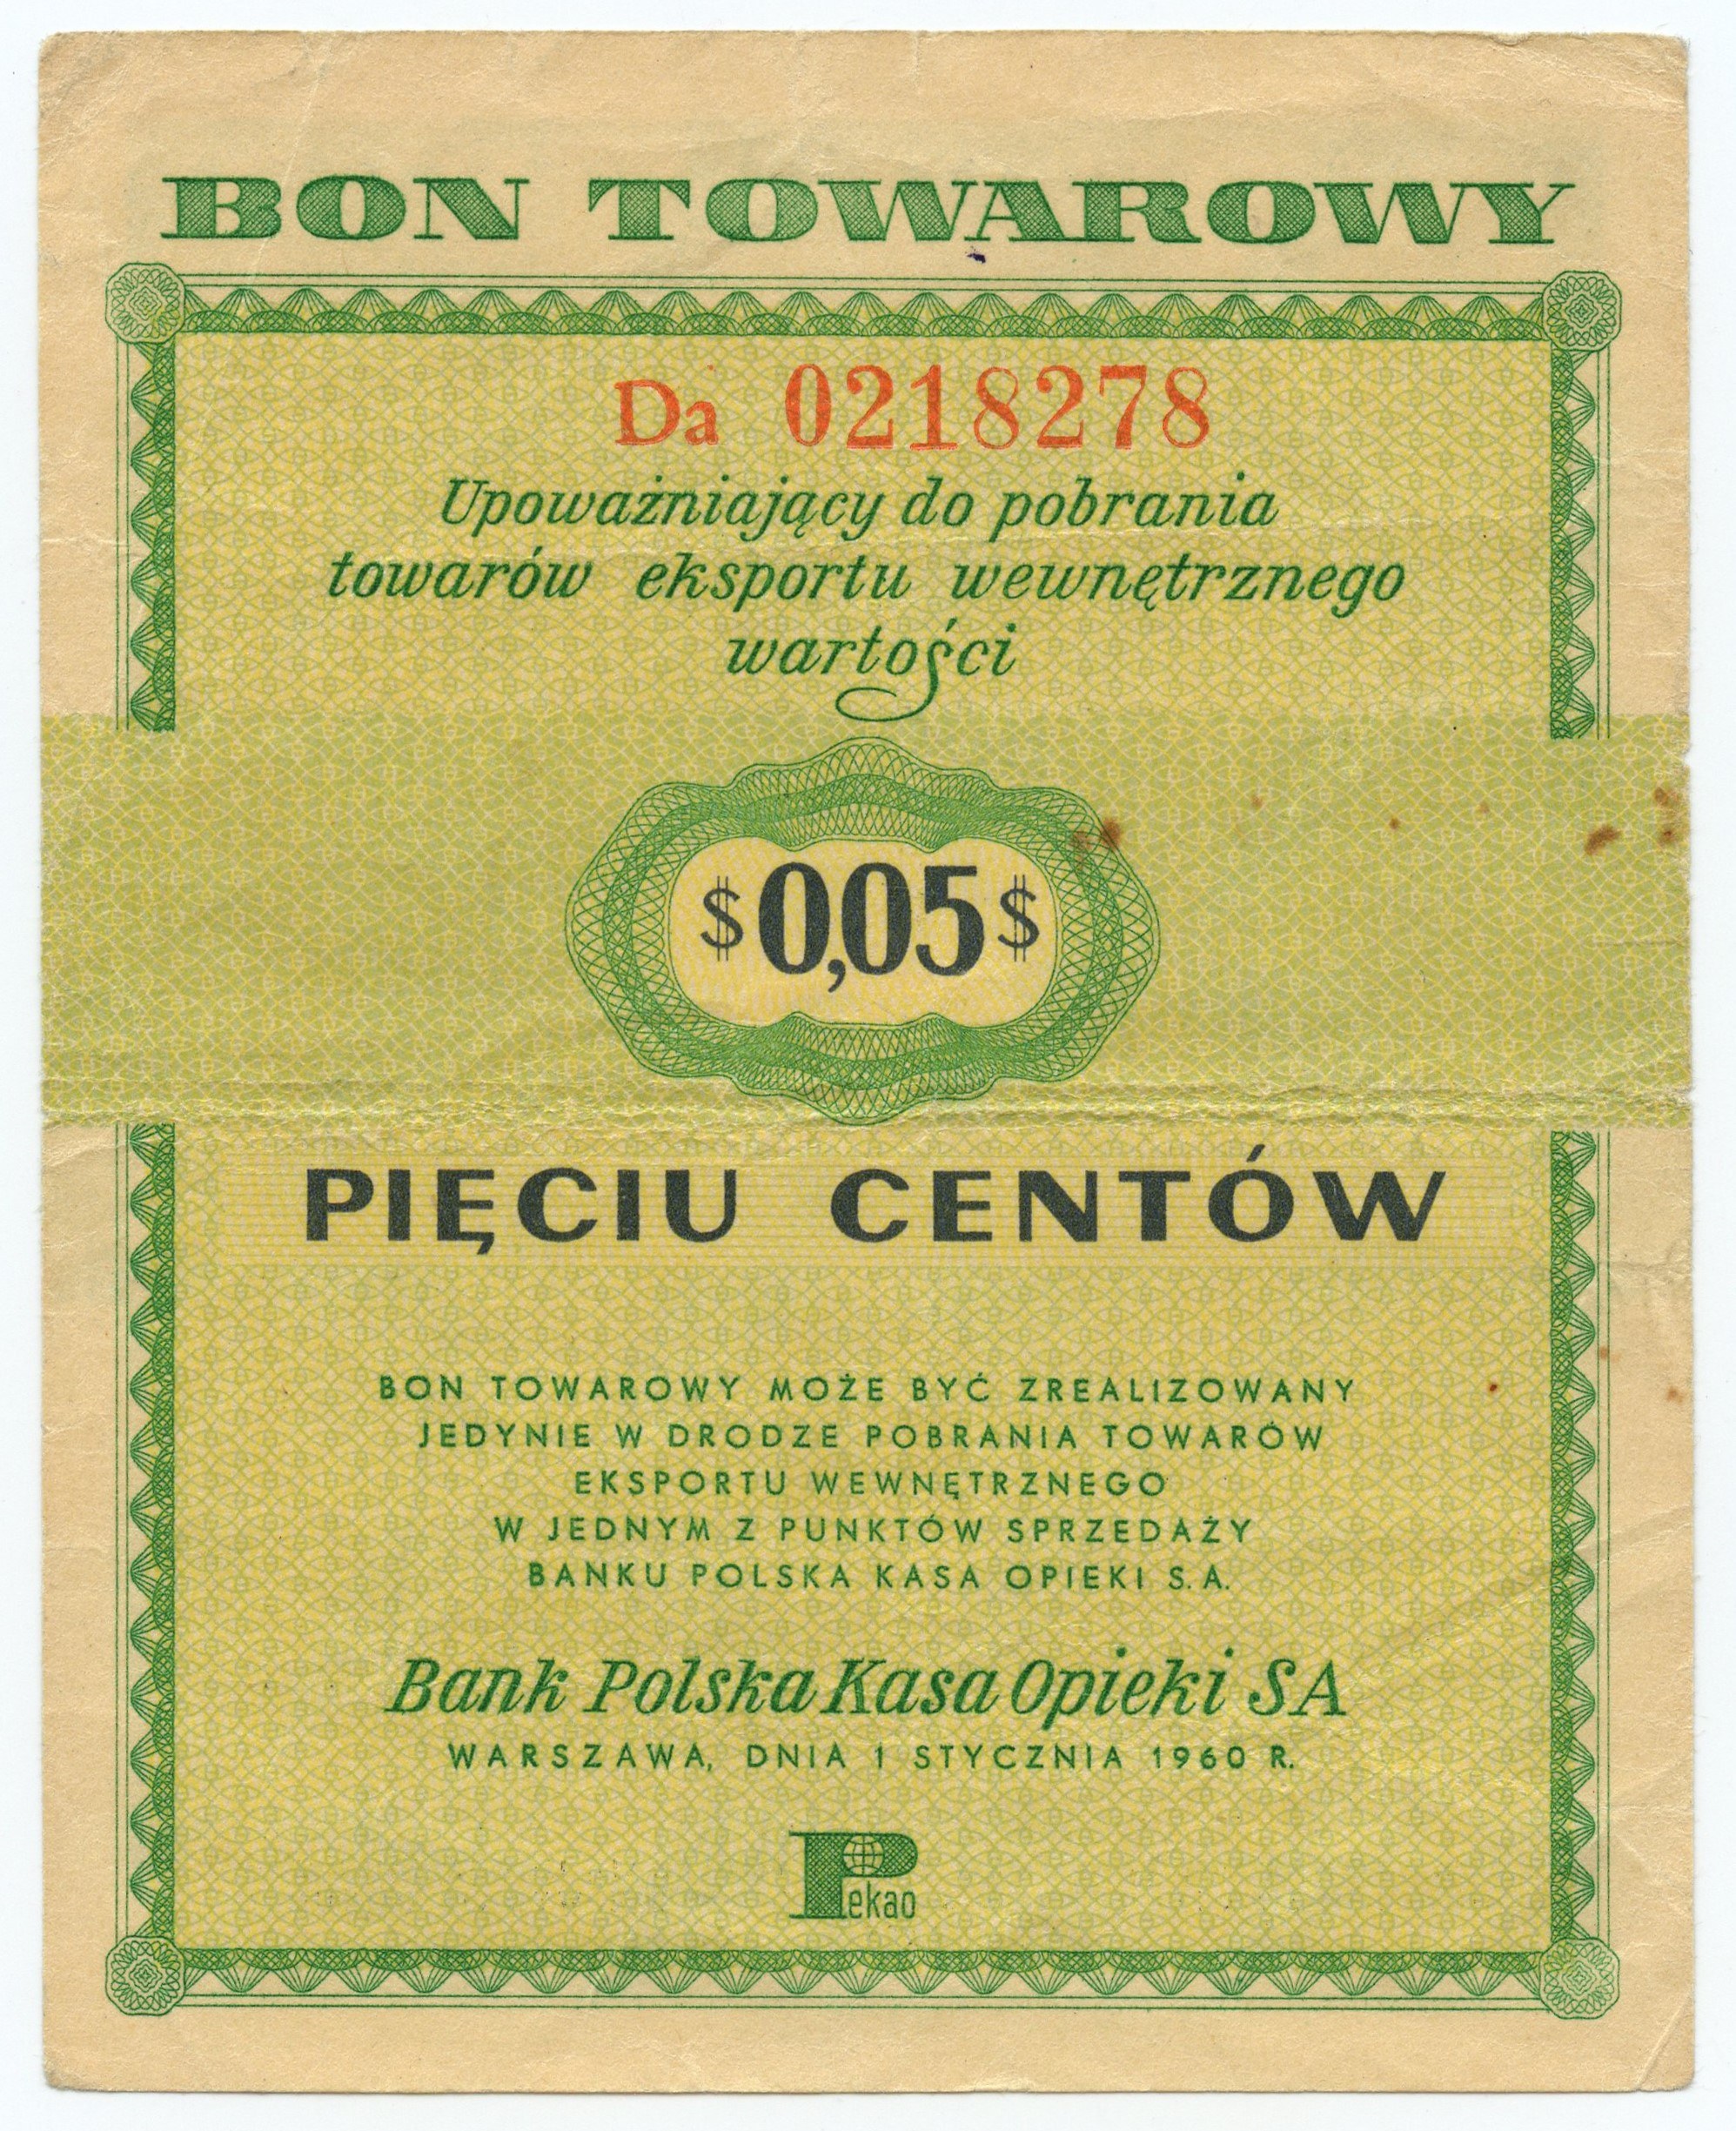 BON TOWAROWY
Da 0218278
Upoważniający do pobrania
towarów eksportu wewnętrznego
wartości
$0,05$
PIĘCIU CENTÓW
BON TOWAROWY MOŻE BYĆ ZREALIZOWANY
JEDYNIE W DRODZE POBRANIA TOWARÓW
EKSPORTU WEWNĘTRZNEGO
W JEDNYM Z PUNKTÓW SPRZEDAŻY
BANKU POLSKA KASA OPIEKI S.A.
Bank Polska Kasa Opieki SA
WARSZAWA, DNIA 1 STYCZNIA 1960 R.
Pekao